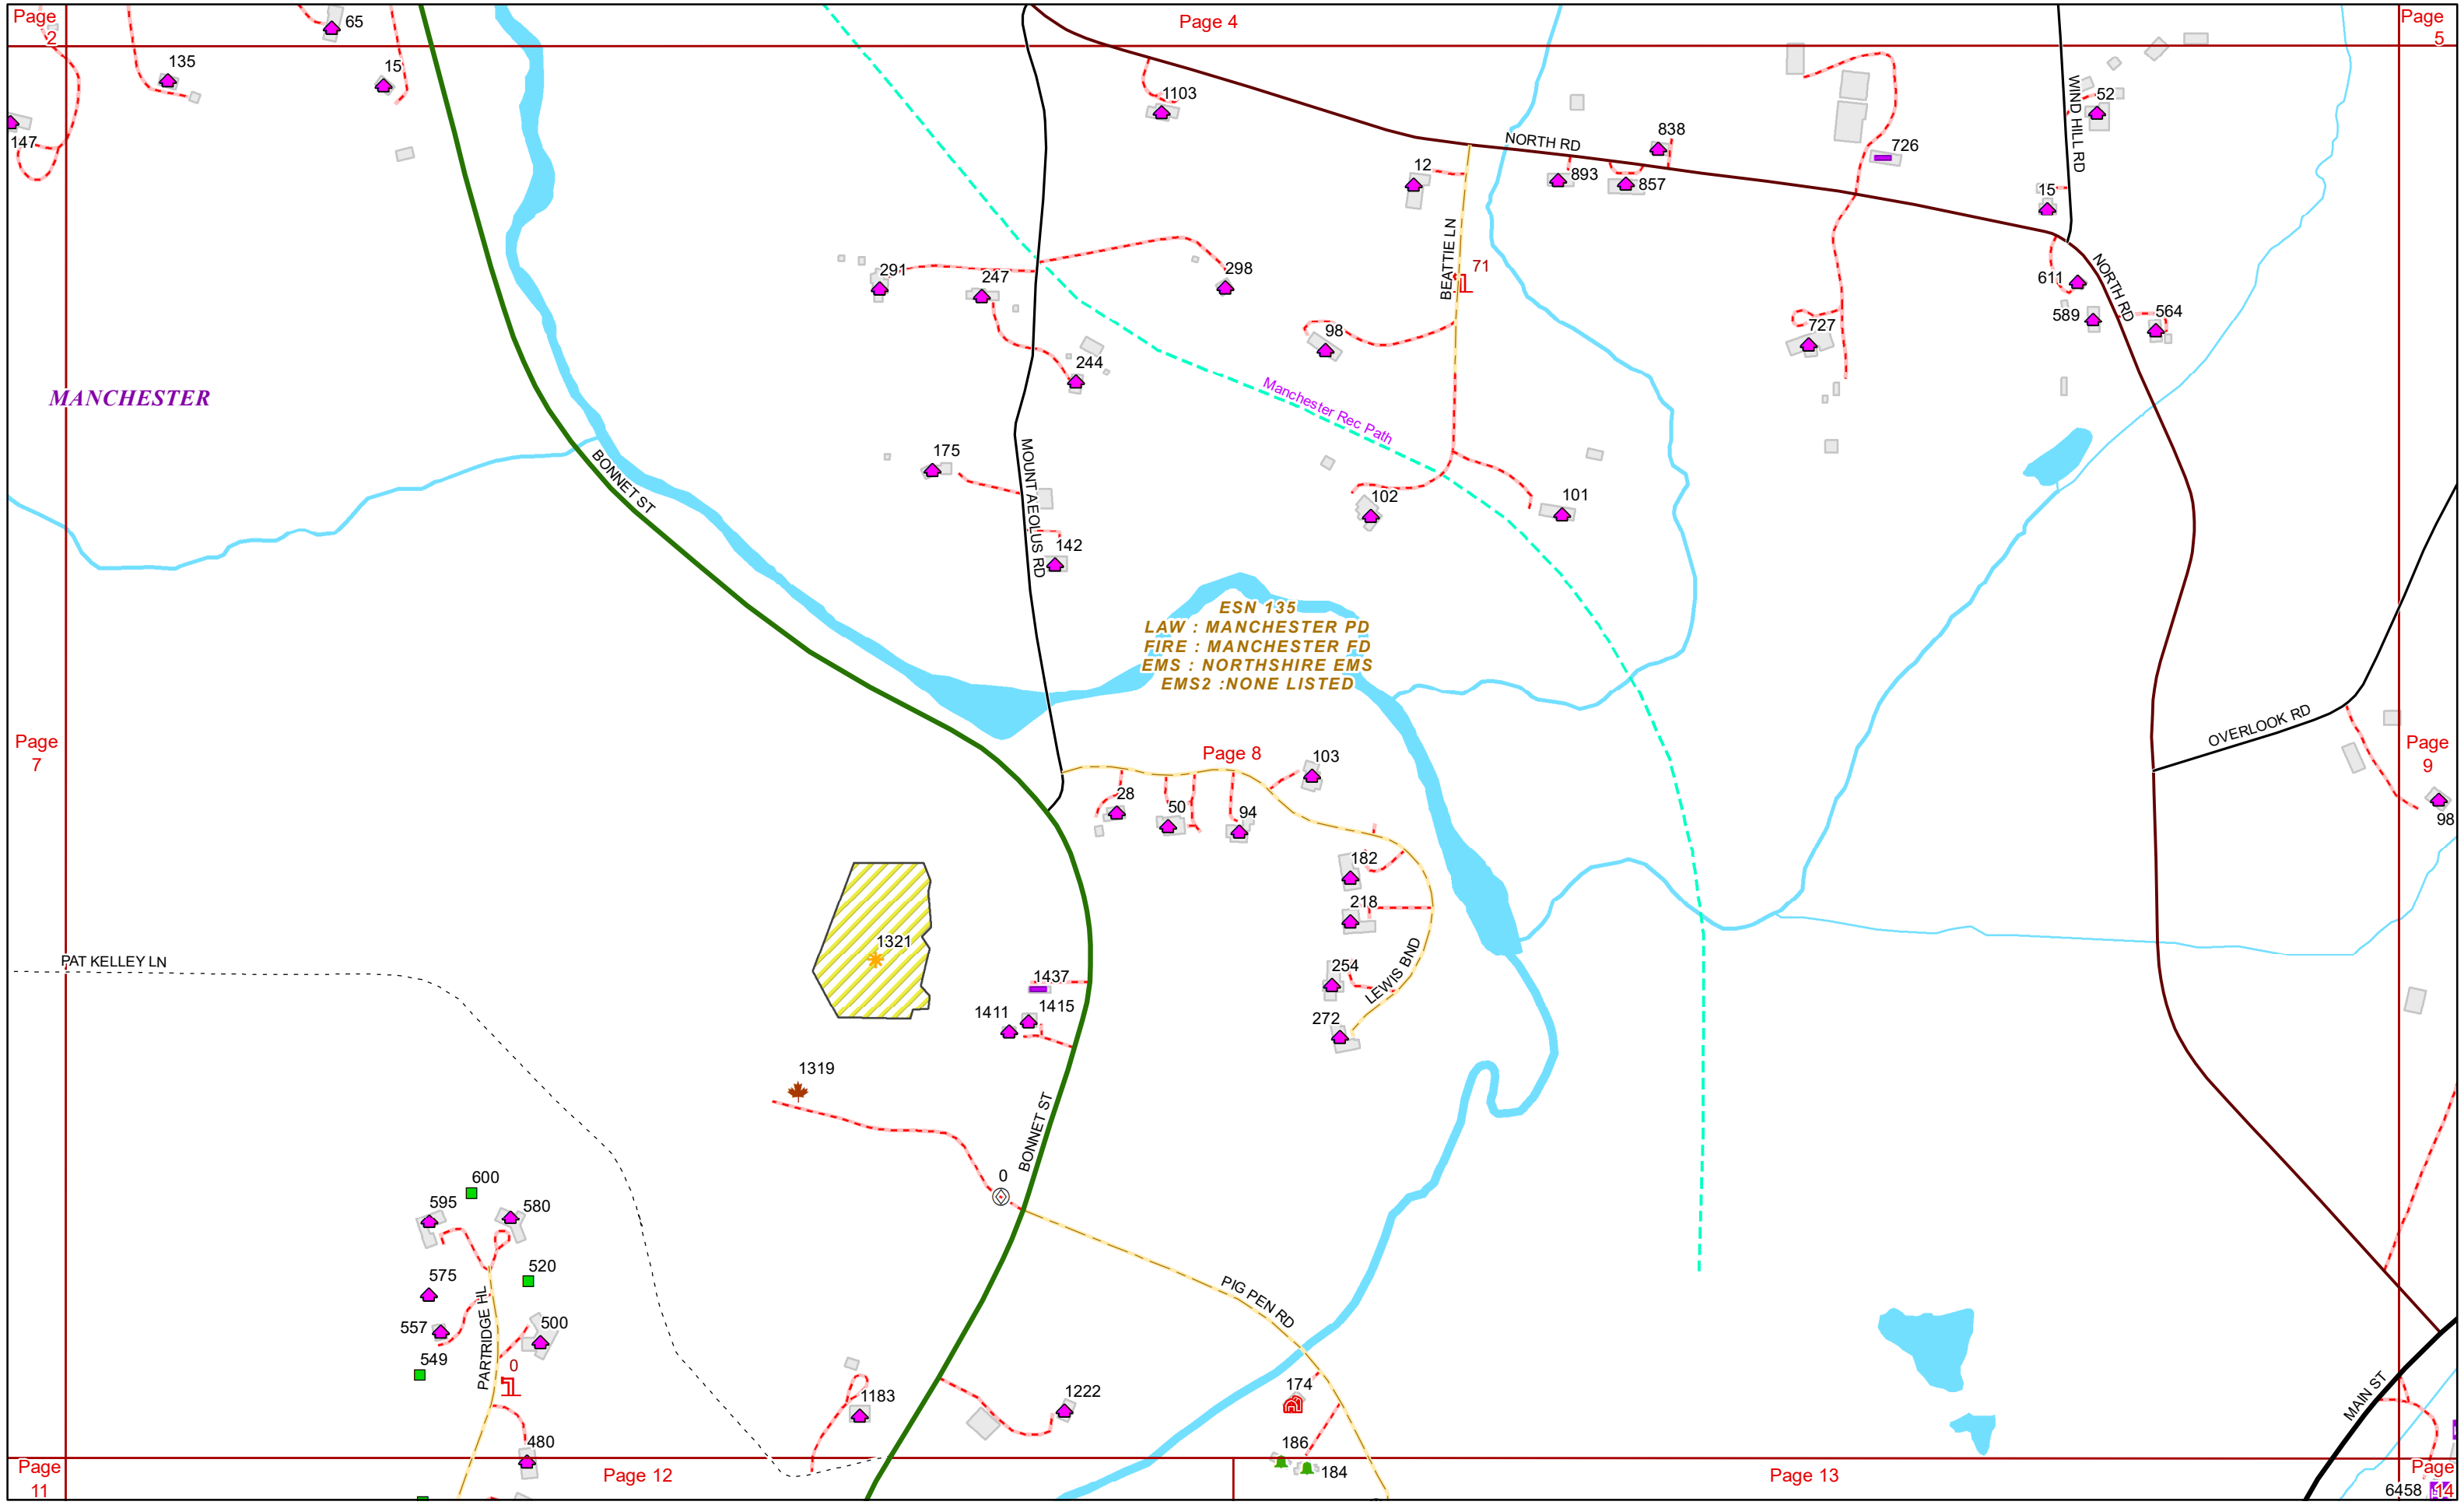 Page
2
65
Page 4
Page
5
135
15
1103
WIND HILL RD
52
147
NORTH RD
838
726
12
893
857
15
BEATTIE LN
291
247
298
71
611
NORTH RD
589
564
98
727
244
MANCHESTER
Manchester Rec Path
BONNET ST
175
MOUNT AEOLUS RD
102
101
142
ESN 135
LAW : MANCHESTER PD
FIRE : MANCHESTER FD
EMS : NORTHSHIRE EMS
EMS2 :NONE LISTED
OVERLOOK RD
Page
7
Page 8
103
Page
9
28
50
94
98
182
218
1321
PAT KELLEY LN
LEWIS BND
254
1437
1411
1415
272
1319
BONNET ST
0
600
595
580
520
575
PARTRIDGE HL
PIG PEN RD
557
500
549
0
174
1183
1222
MAIN ST
480
186
184
Page
11
Page 12
Page 13
Page
14
6458